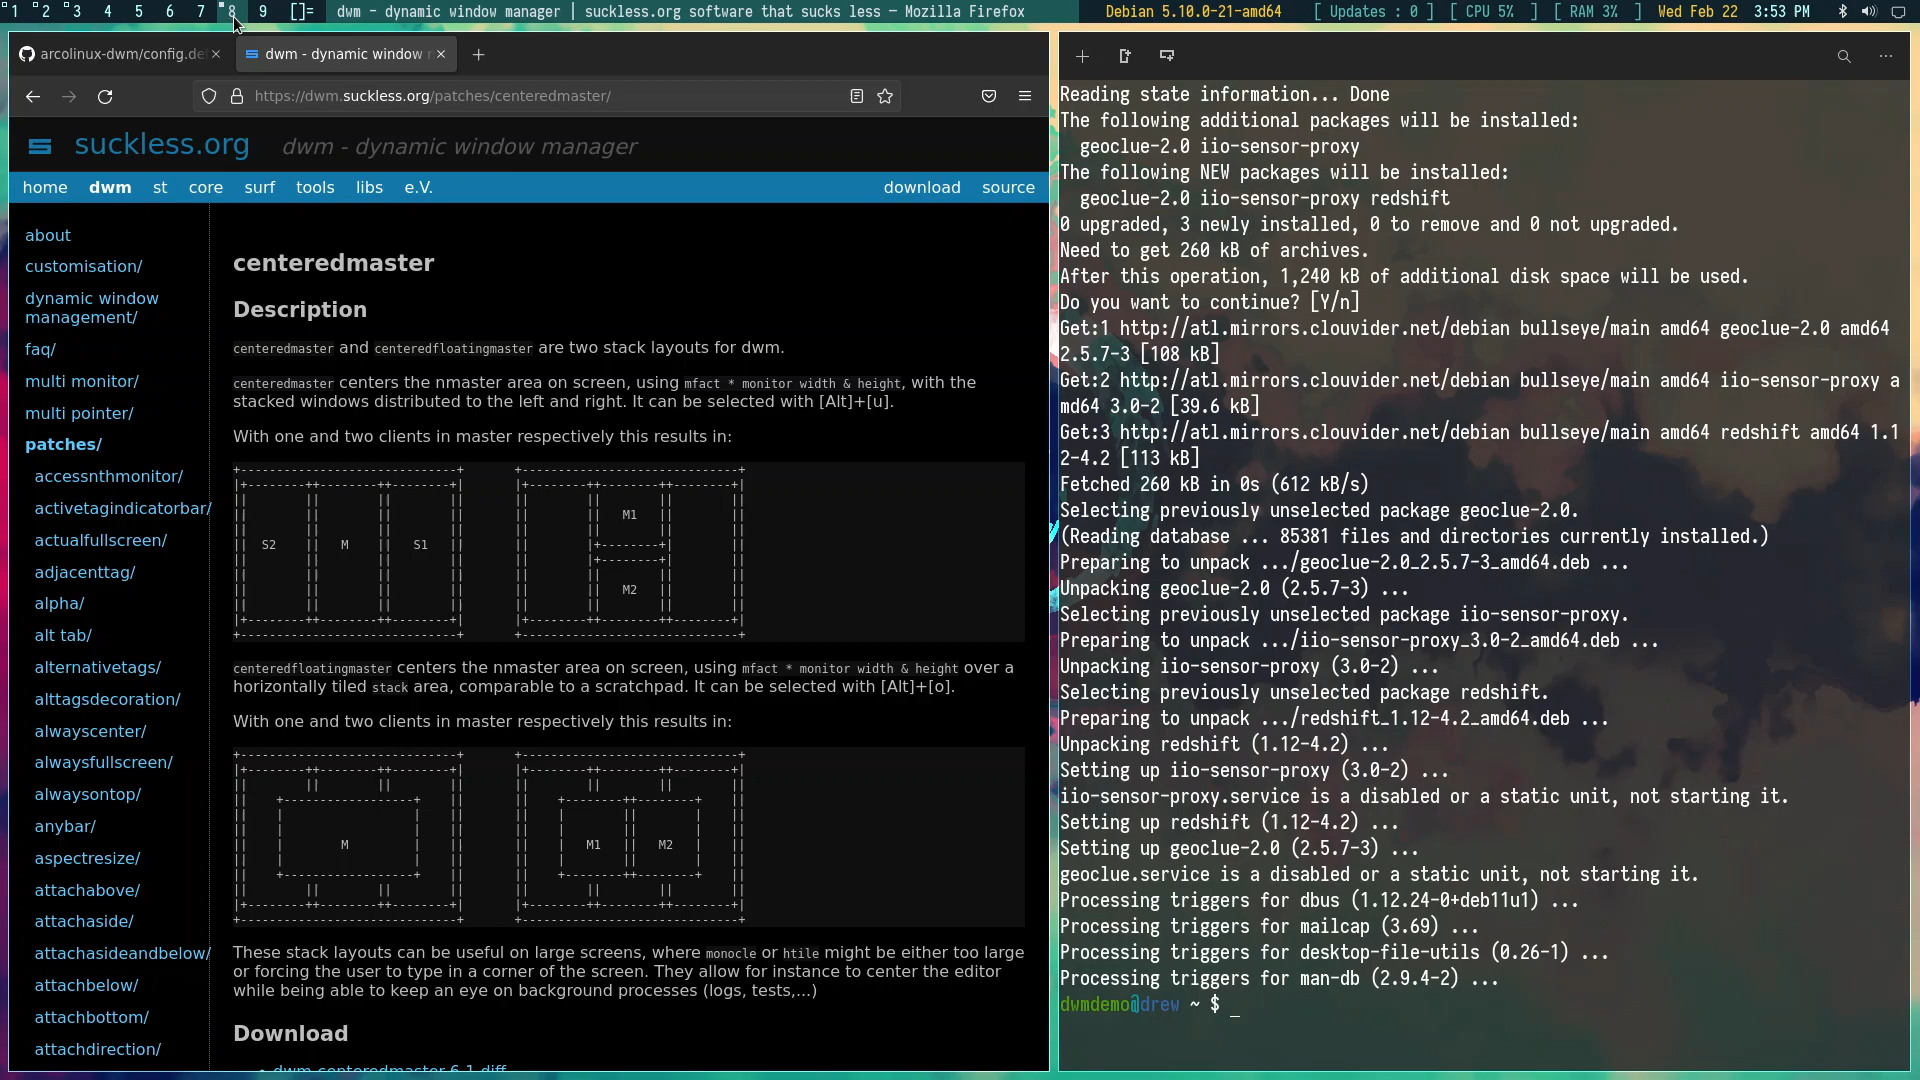 1 2 3 4 5 6 7 8 9 []= dwm - dynamic window manager | suckless.org software that sucks less — Mozilla Firefox Debian 5.10.0-21-amd64 [ Updates : 0 ] [ CPU 5% ] [ RAM 3% ] Wed Feb 22 3:53 PM
arcolinux-dwm/config.de dwm - dynamic window
https://dwm.suckless.org/patches/centeredmaster/
suckless.org dwm - dynamic window manager
home dwm st core surf tools libs e.V. download source
about
customisation/
dynamic window
management/
faq/
multi monitor/
multi pointer/
patches/
accessnthmonitor/
activetagindicatorbar/
actualfullscreen/
adjacenttag/
alpha/
alt tab/
alternativetags/
alttagsdecoration/
alwayscenter/
alwaysfullscreen/
alwaysontop/
anybar/
aspectresize/
attachabove/
attachaside/
attachasideandbelow/
attachbelow/
attachbottom/
attachdirection/
centeredmaster
Description
centeredmaster and centeredfloatingmaster are two stack layouts for dwm.
centeredmaster centers the nmaster area on screen, using mfact * monitor width & height, with the
stacked windows distributed to the left and right. It can be selected with [Alt]+[u].
With one and two clients in master respectively this results in:
M1
S2 M S1
M2
centeredfloatingmaster centers the nmaster area on screen, using mfact * monitor width & height over a
horizontally tiled stack area, comparable to a scratchpad. It can be selected with [Alt]+[o].
With one and two clients in master respectively this results in:
M M1 M2
These stack layouts can be useful on large screens, where monocle or htile might be either too large
or forcing the user to type in a corner of the screen. They allow for instance to center the editor
while being able to keep an eye on background processes (logs, tests,...)
Download
dwm-centeredmaster-6.1.diff
Reading state information... Done
The following additional packages will be installed:
geoclue-2.0 iio-sensor-proxy
The following NEW packages will be installed:
geoclue-2.0 iio-sensor-proxy redshift
0 upgraded, 3 newly installed, 0 to remove and 0 not upgraded.
Need to get 260 kB of archives.
After this operation, 1,240 kB of additional disk space will be used.
Do you want to continue? [Y/n]
Get:1 http://atl.mirrors.clouvider.net/debian bullseye/main amd64 geoclue-2.0 amd64
2.5.7-3 [108 kB]
Get:2 http://atl.mirrors.clouvider.net/debian bullseye/main amd64 iio-sensor-proxy a
md64 3.0-2 [39.6 kB]
Get:3 http://atl.mirrors.clouvider.net/debian bullseye/main amd64 redshift amd64 1.1
2-4.2 [113 kB]
Fetched 260 kB in 0s (612 kB/s)
Selecting previously unselected package geoclue-2.0.
(Reading database ... 85381 files and directories currently installed.)
Preparing to unpack .../geoclue-2.0_2.5.7-3_amd64.deb ...
Unpacking geoclue-2.0 (2.5.7-3) ...
Selecting previously unselected package iio-sensor-proxy.
Preparing to unpack .../iio-sensor-proxy_3.0-2_amd64.deb ...
Unpacking iio-sensor-proxy (3.0-2) ...
Selecting previously unselected package redshift.
Preparing to unpack .../redshift_1.12-4.2_amd64.deb ...
Unpacking redshift (1.12-4.2) ...
Setting up iio-sensor-proxy (3.0-2) ...
iio-sensor-proxy.service is a disabled or a static unit, not starting it.
Setting up redshift (1.12-4.2) ...
Setting up geoclue-2.0 (2.5.7-3) ...
geoclue.service is a disabled or a static unit, not starting it.
Processing triggers for dbus (1.12.24-0+deb11u1) ...
Processing triggers for mailcap (3.69) ...
Processing triggers for desktop-file-utils (0.26-1) ...
Processing triggers for man-db (2.9.4-2) ...
dwmdemo@drew ~ $ _